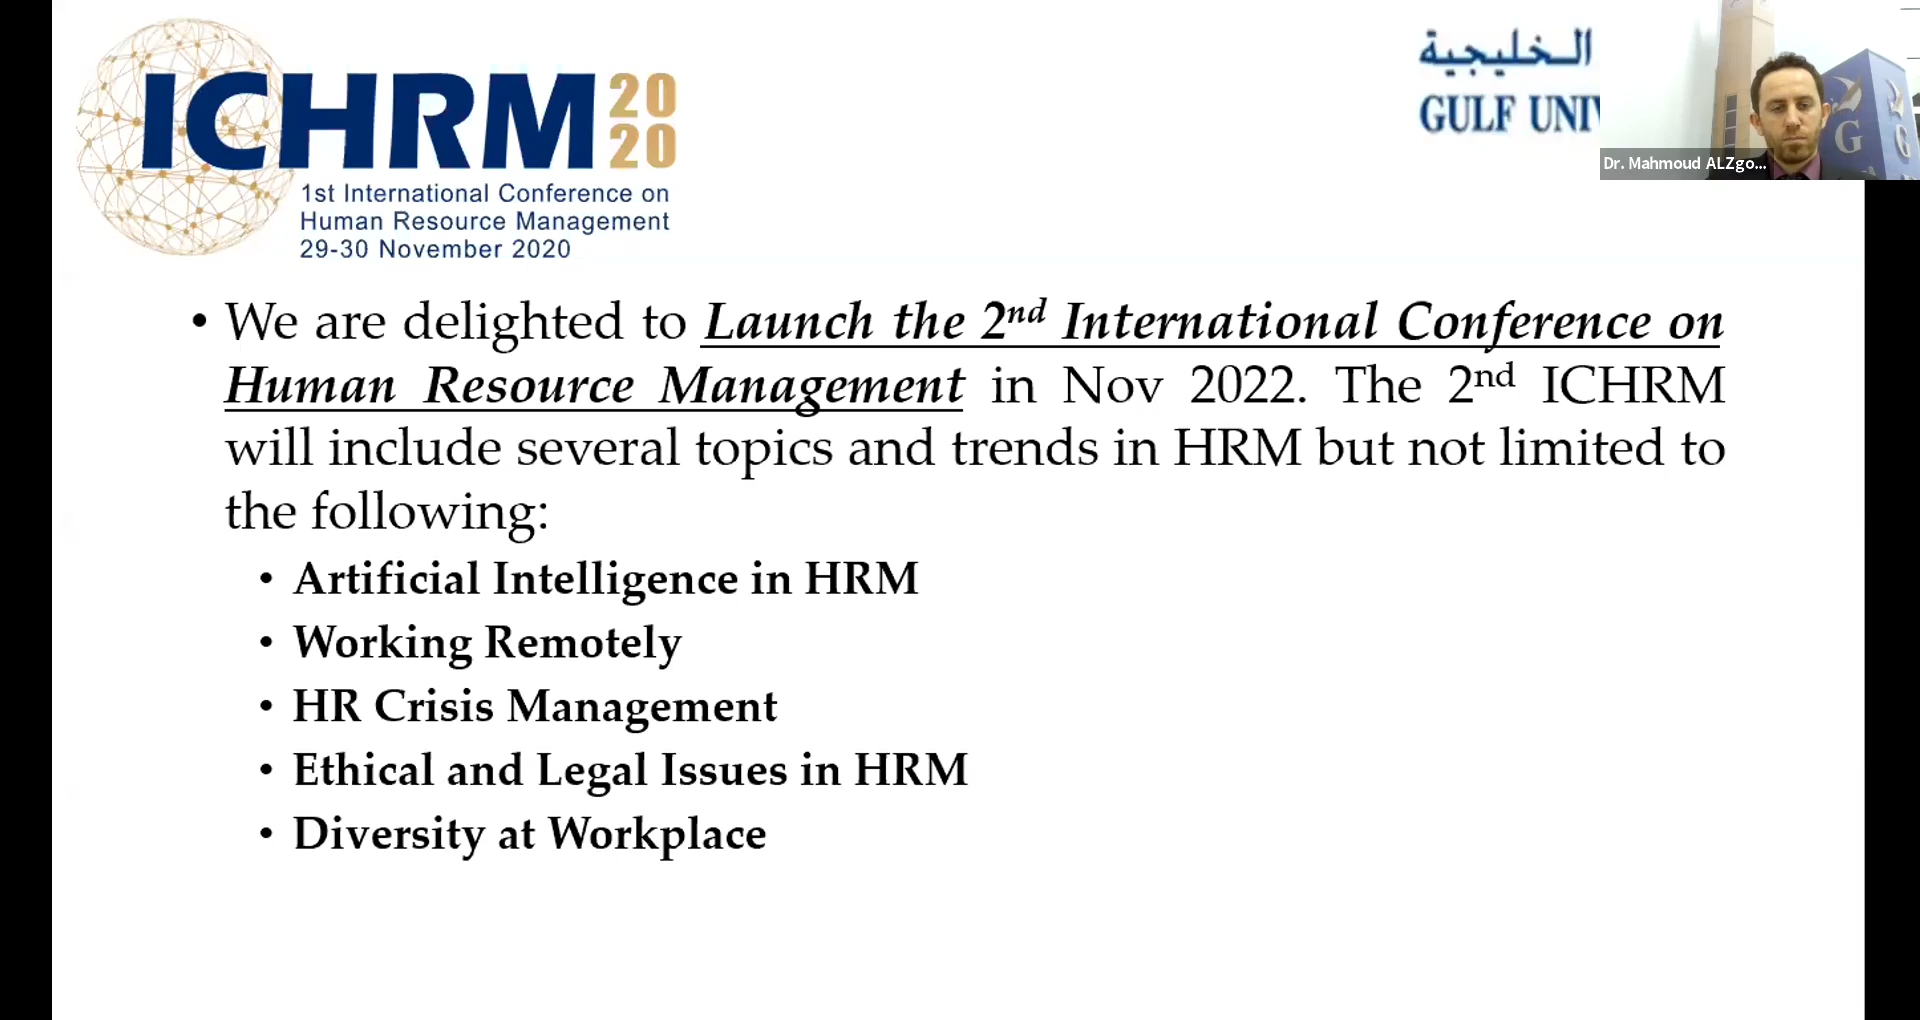 ICHRM 20
20
1st International Conference on
Human Resource Management
29-30 November 2020
الخليجية
GULF UNIV
G
G
Dr. Mahmoud ALZgo...
• We are delighted to Launch the 2nd International Conference on
Human Resource Management in Nov 2022. The 2nd ICHRM
will include several topics and trends in HRM but not limited to
the following:
• Artificial Intelligence in HRM
• Working Remotely
• HR Crisis Management
• Ethical and Legal Issues in HRM
• Diversity at Workplace